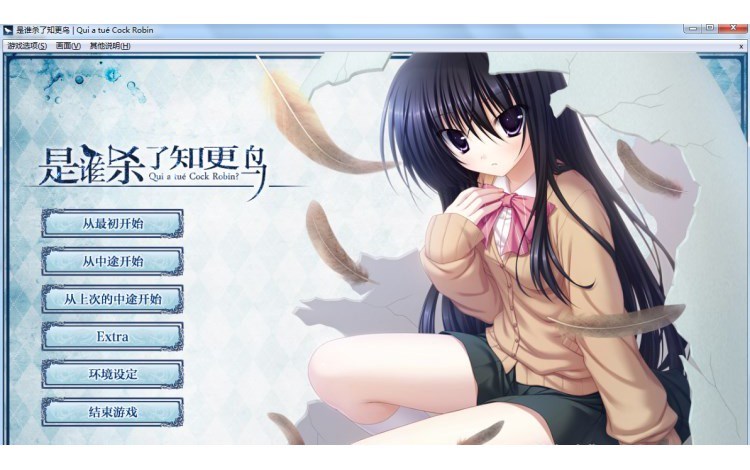 是谁杀了知更鸟 | Qui a tué Cock Robin
游戏选项(S) 画面(V) 其他说明(H)
x
是谁杀了知更鸟
Qui a tué Cock Robin?
从最初开始
从中途开始
从上次的中途开始
Extra
环境设定
结束游戏